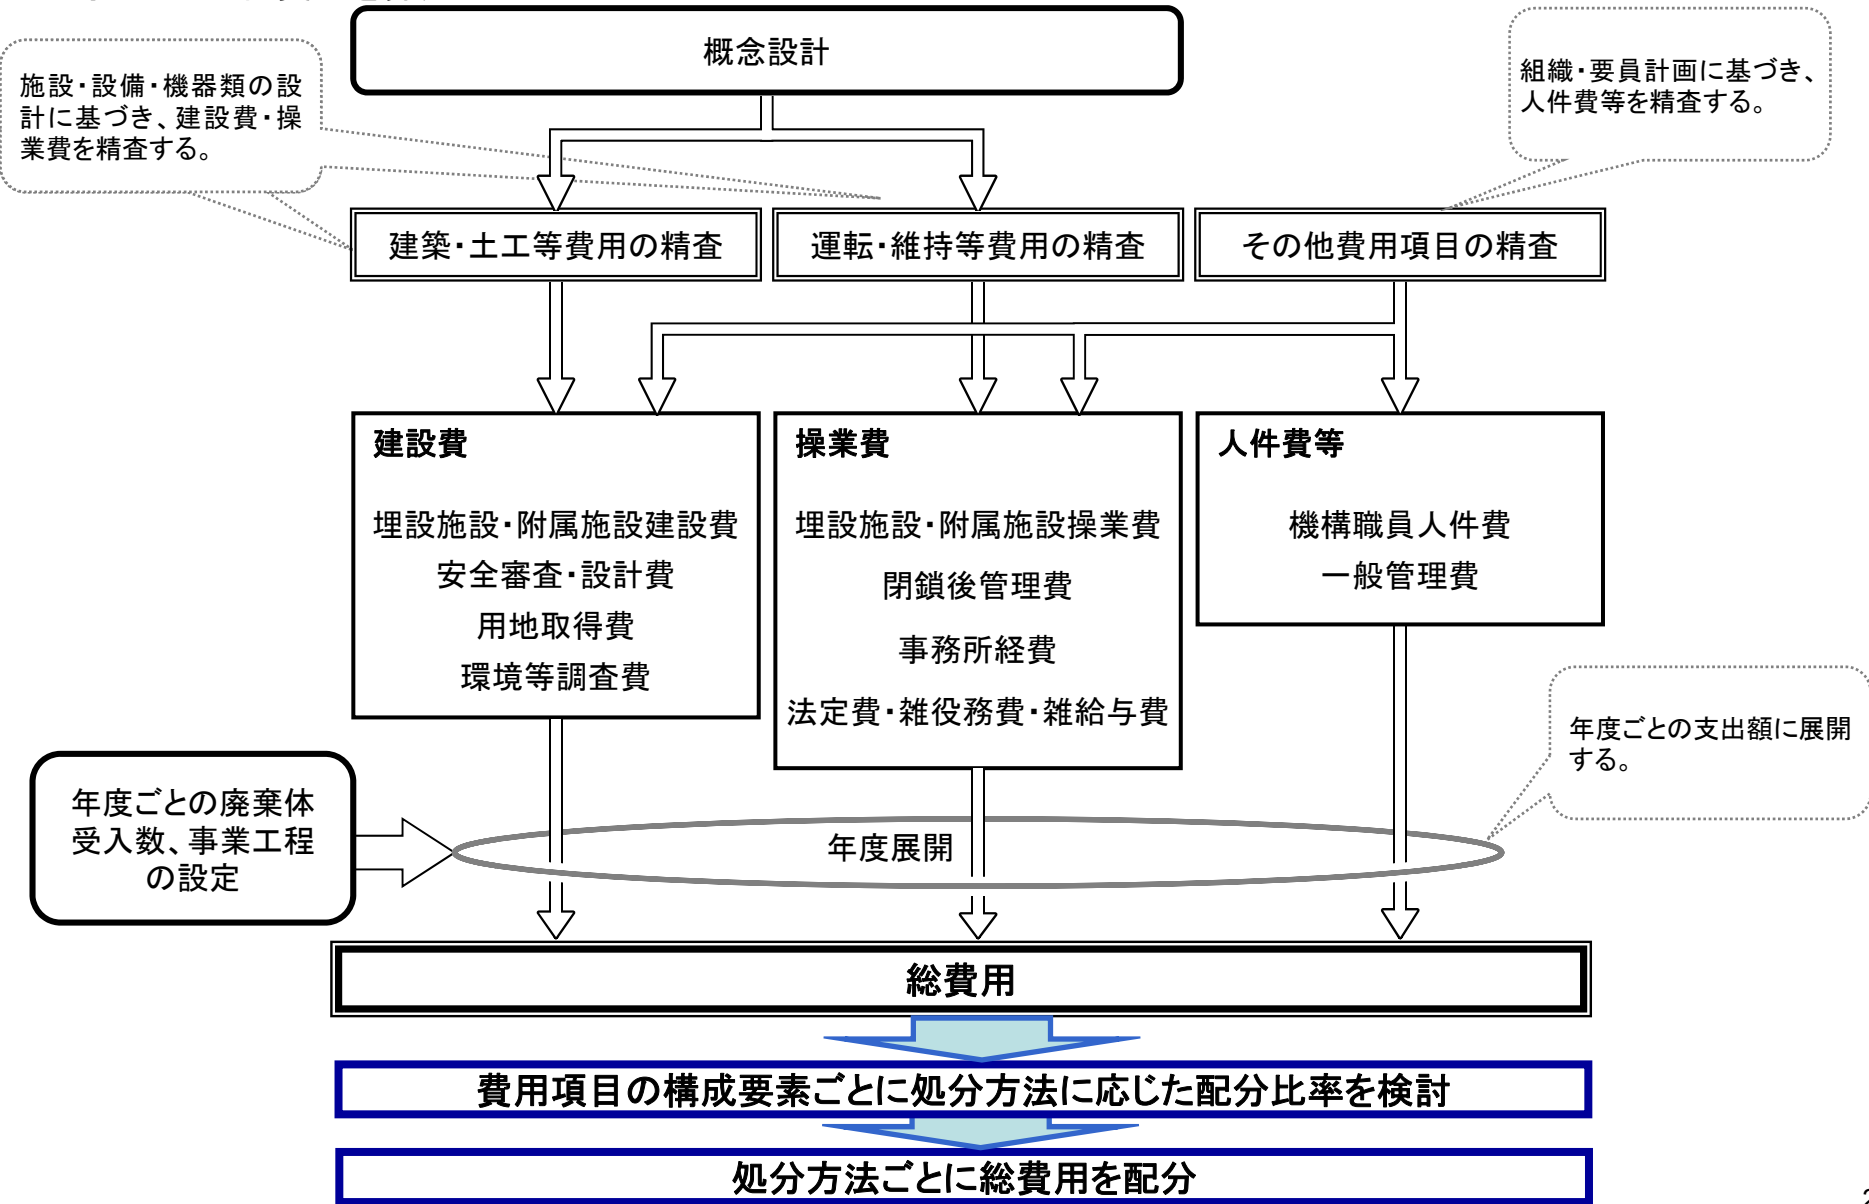 概念設計
施設・設備・機器類の設
計に基づき、建設費・操
業費を精査する。
組織・要員計画に基づき、
人件費等を精査する。
建築・土工等費用の精査
運転・維持等費用の精査
その他費用項目の精査
建設費
埋設施設・附属施設建設費
安全審査・設計費
用地取得費
環境等調査費
操業費
埋設施設・附属施設操業費
閉鎖後管理費
事務所経費
法定費・雑役務費・雑給与費
人件費等
機構職員人件費
一般管理費
年度ごとの支出額に展開
する。
年度ごとの廃棄体
受入数、事業工程
の設定
年度展開
総費用
費用項目の構成要素ごとに処分方法に応じた配分比率を検討
処分方法ごとに総費用を配分